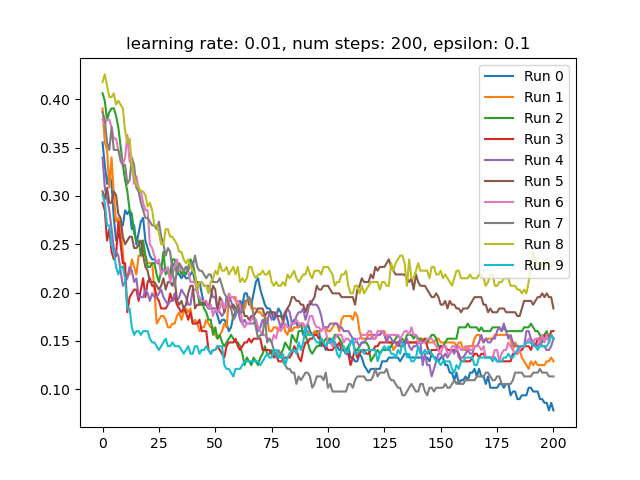 learning rate: 0.01, num steps: 200, epsilon: 0.1
Run 0
Run 1
Run 2
Run 3
Run 4
Run 5
Run 6
Run 7
Run 8
Run 9
0.40
0.35
0.30
0.25
0.20
0.15
0.10
0 25 50 75 100 125 150 175 200